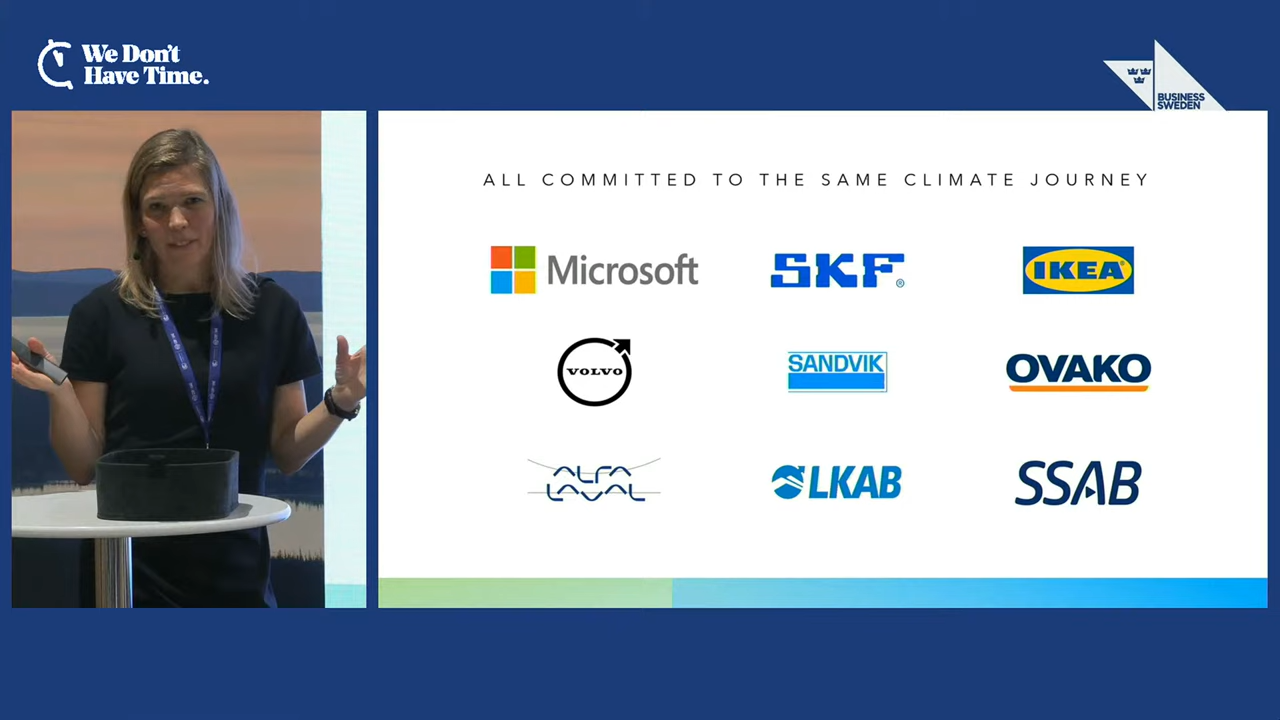 We Don't
Have Time.
BUSINESS
SWEDEN
ALL COMMITTED TO THE SAME CLIMATE JOURNEY
Microsoft
SKF®
IKEA®
VOLVO
SANDVIK
OVAKO
ALFA
LAVAL
LKAB
SSAB